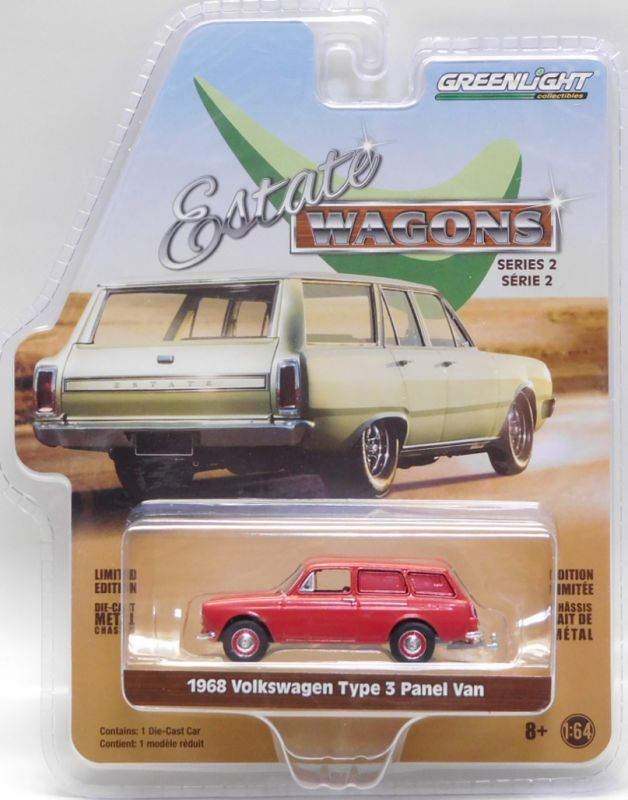 GREENLIGHT
collectibles
Estate
WAGONS
SERIES 2
SÉRIE 2
ESTATE
LIMITED
EDITION
DIE-CAST
METAL
CHASSIS
EDITION
LIMITÉE
CHÂSSIS
FAIT DE
MÉTAL
1968 Volkswagen Type 3 Panel Van
Contains: 1 Die-Cast Car
Contient: 1 modèle réduit
8+
1:64